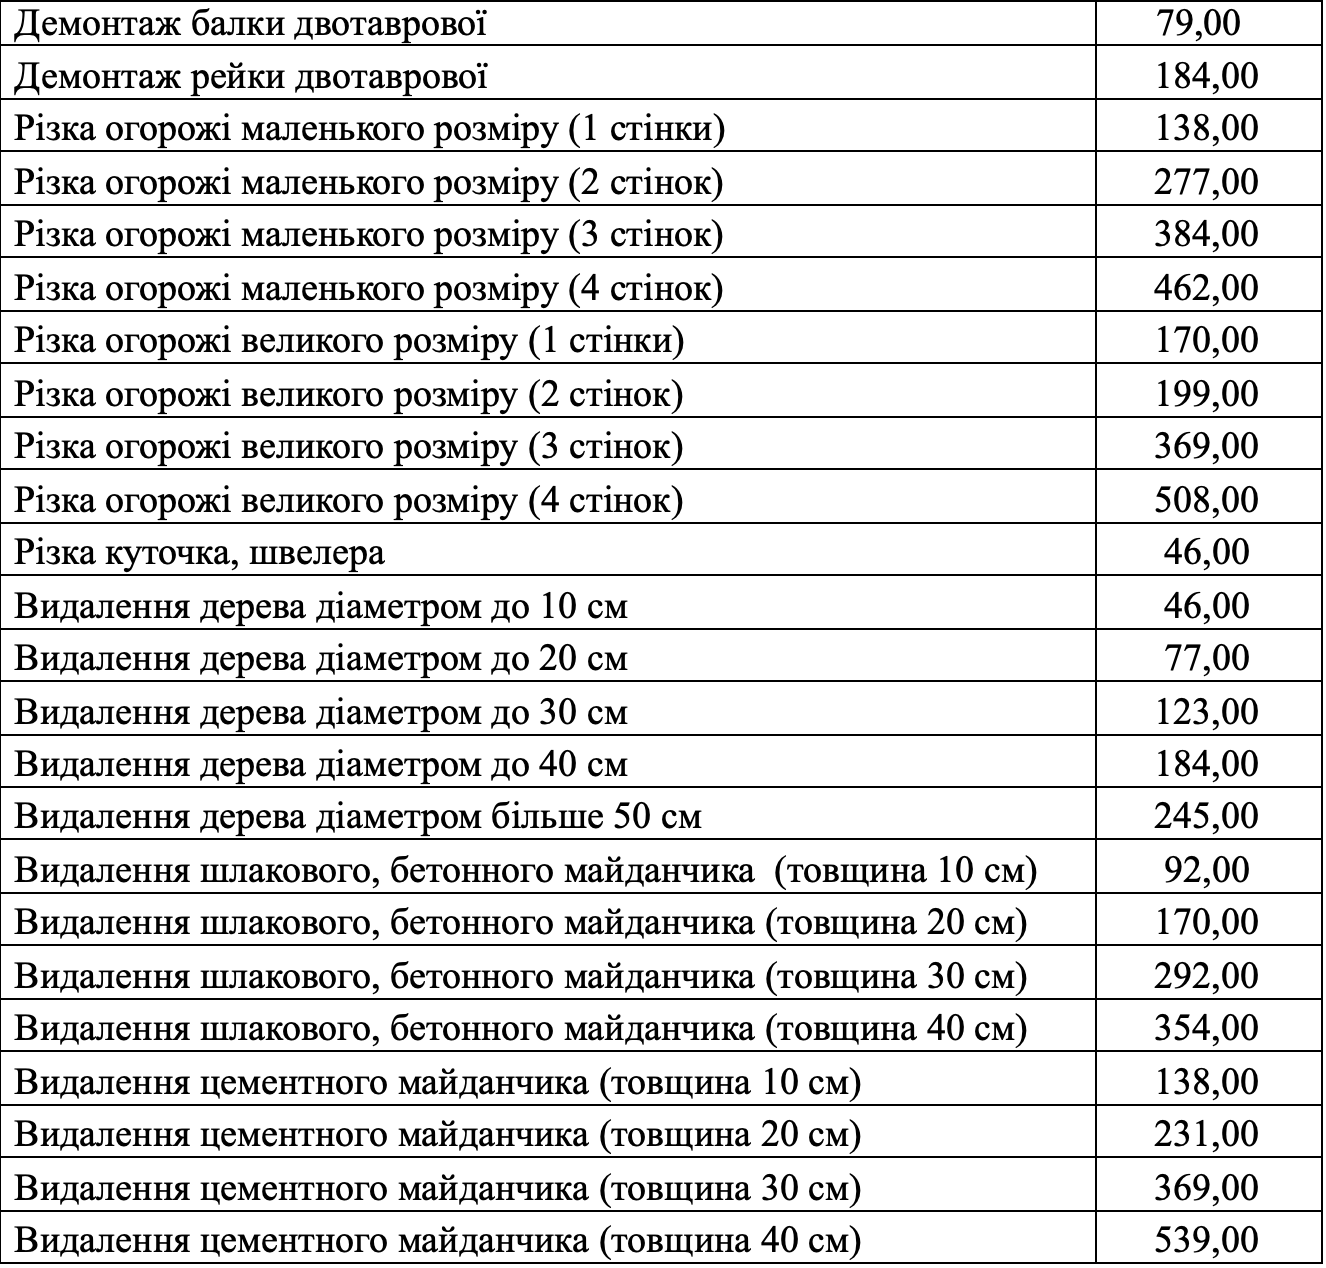 Демонтаж балки двотаврової 79,00
Демонтаж рейки двотаврової 184,00
Різка огорожі маленького розміру (1 стінки) 138,00
Різка огорожі маленького розміру (2 стінок) 277,00
Різка огорожі маленького розміру (3 стінок) 384,00
Різка огорожі маленького розміру (4 стінок) 462,00
Різка огорожі великого розміру (1 стінки) 170,00
Різка огорожі великого розміру (2 стінок) 199,00
Різка огорожі великого розміру (3 стінок) 369,00
Різка огорожі великого розміру (4 стінок) 508,00
Різка куточка, швелера 46,00
Видалення дерева діаметром до 10 см 46,00
Видалення дерева діаметром до 20 см 77,00
Видалення дерева діаметром до 30 см 123,00
Видалення дерева діаметром до 40 см 184,00
Видалення дерева діаметром більше 50 см 245,00
Видалення шлакового, бетонного майданчика (товщина 10 см) 92,00
Видалення шлакового, бетонного майданчика (товщина 20 см) 170,00
Видалення шлакового, бетонного майданчика (товщина 30 см) 292,00
Видалення шлакового, бетонного майданчика (товщина 40 см) 354,00
Видалення цементного майданчика (товщина 10 см) 138,00
Видалення цементного майданчика (товщина 20 см) 231,00
Видалення цементного майданчика (товщина 30 см) 369,00
Видалення цементного майданчика (товщина 40 см) 539,00